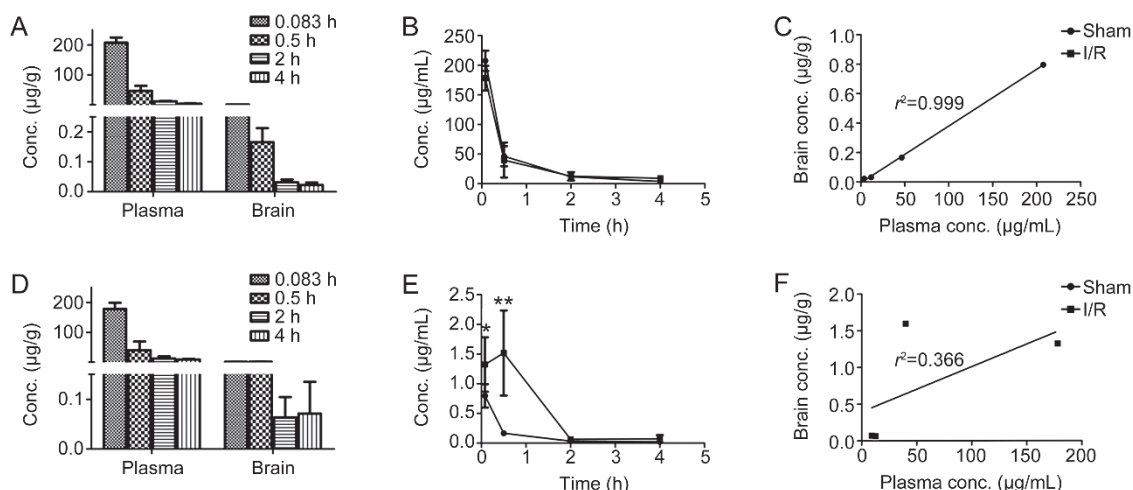 A
Conc. (µg/g)
200
100
0.2
0.1
0.0
Plasma
Brain
0.083 h
0.5 h
2 h
4 h
B
Conc. (µg/mL)
250
200
150
100
50
0
0
1
2
3
4
5
Time (h)
C
Brain conc. (µg/mL)
1.0
0.8
0.6
0.4
0.2
0.0
r²=0.999
0
50
100
150
200
250
Plasma conc. (µg/mL)
Sham
I/R
D
Conc. (µg/g)
200
100
0.1
0.0
Plasma
Brain
0.083 h
0.5 h
2 h
4 h
E
Conc. (µg/mL)
2.5
2.0
1.5
1.0
0.5
0.0
*
**
0
1
2
3
4
5
Time (h)
F
Brain conc. (µg/mL)
2.0
1.5
1.0
0.5
0.0
r²=0.366
0
50
100
150
200
Plasma conc. (µg/mL)
Sham
I/R